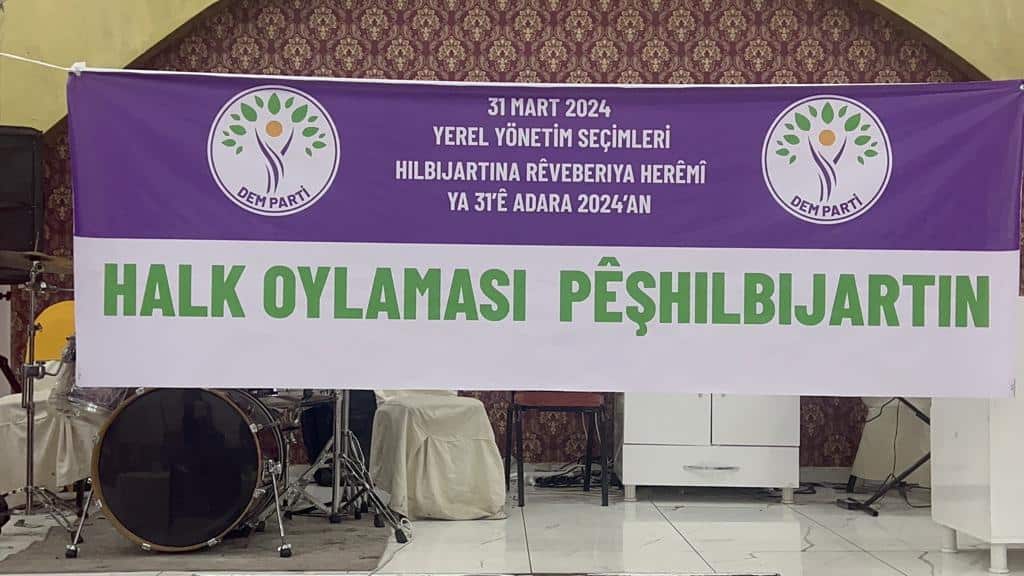 31 MART 2024
YEREL YÖNETİM SEÇİMLERİ
HILBIJARTINA RÊVEBERIYA HERÊMÎ
YA 31'Ê ADARA 2024'AN
DEM PARTİ
DEM PARTİ
HALK OYLAMASI PÊŞHILBIJARTIN